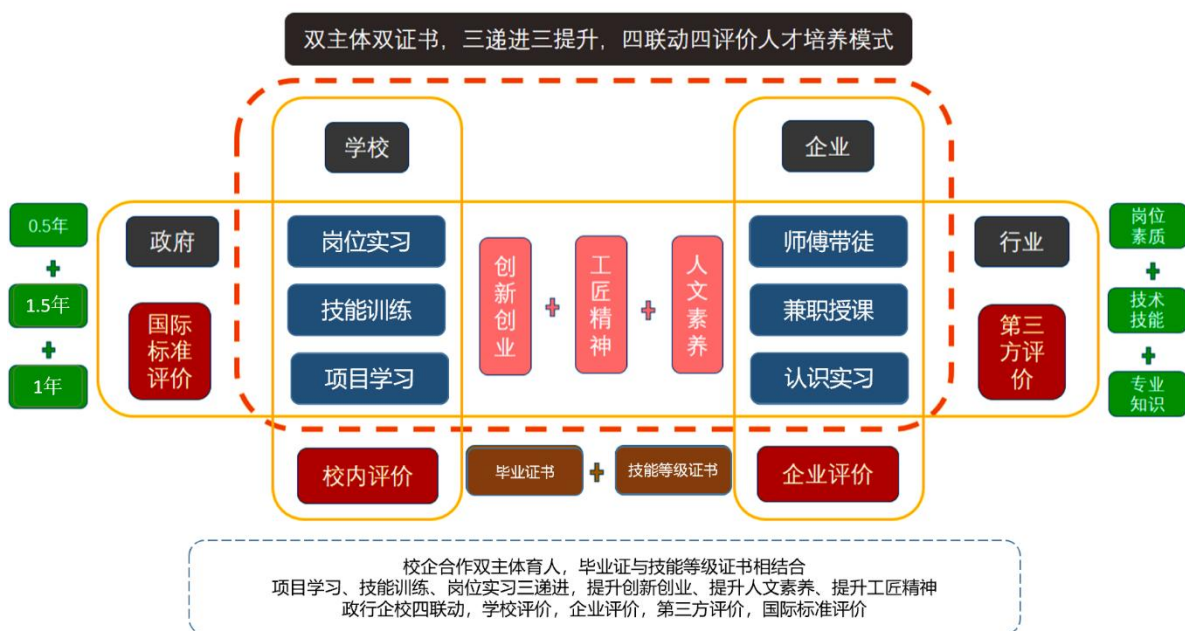 双主体双证书，三递进三提升，四联动四评价人才培养模式
学校
企业
0.5年
政府
岗位实习
师傅带徒
行业
岗位
素质
+
1.5年
+
1年
国际
标准
评价
技能训练
项目学习
创新创业
+
工匠精神
+
人文素养
兼职授课
认识实习
第三
方评
价
+
技术
技能
+
专业
知识
校内评价
毕业证书
+
技能等级证书
企业评价
校企合作双主体育人，毕业证与技能等级证书相结合
项目学习、技能训练、岗位实习三递进，提升创新创业、提升人文素养、提升工匠精神
政行企校四联动，学校评价，企业评价，第三方评价，国际标准评价